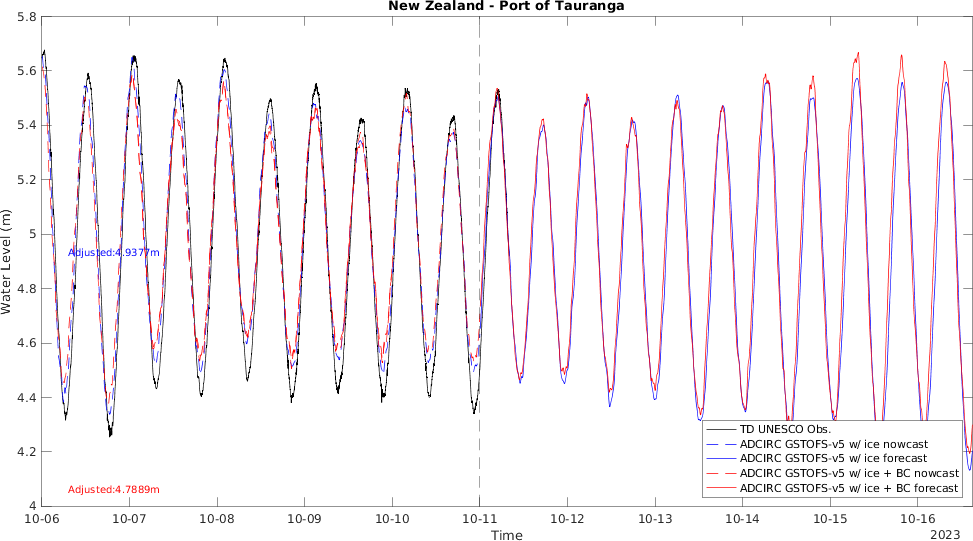 New Zealand - Port of Tauranga
5.8
5.6
5.4
5.2
5
4.8
4.6
4.4
4.2
4
Water Level (m)
Adjusted:4.9377m
Adjusted:4.7889m
TD UNESCO Obs.
ADCIRC GSTOFS-v5 w/ ice nowcast
ADCIRC GSTOFS-v5 w/ ice forecast
ADCIRC GSTOFS-v5 w/ ice + BC nowcast
ADCIRC GSTOFS-v5 w/ ice + BC forecast
10-06 10-07 10-08 10-09 10-10 10-11 10-12 10-13 10-14 10-15 10-16
2023
Time